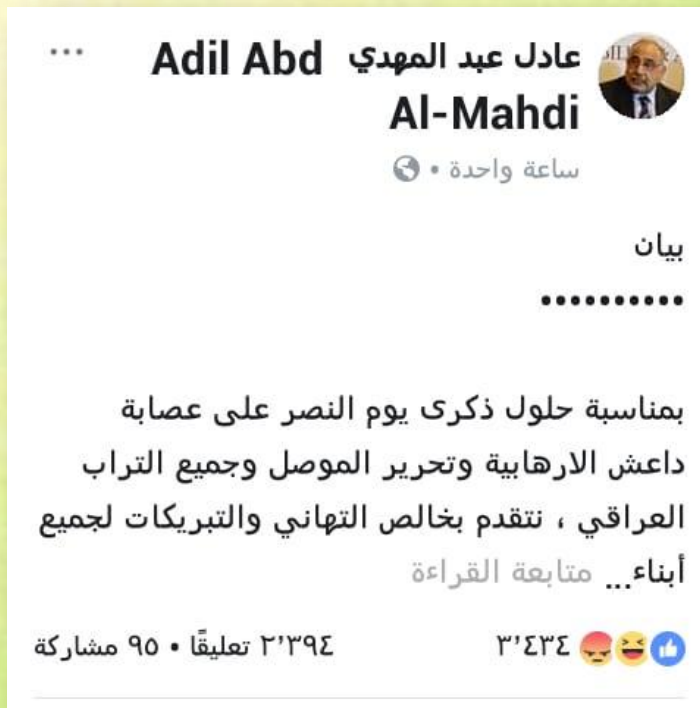 عادل عبد المهدي Adil Abd
Al-Mahdi
ساعة واحدة •
بيان
••••••••••
بمناسبة حلول ذكرى يوم النصر على عصابة
داعش الارهابية وتحرير الموصل وجميع التراب
العراقي ، نتقدم بخالص التهاني والتبريكات لجميع
أبناء... متابعة القراءة
٣٬٤٣٤
٢٬٣٩٤ تعليقًا • ٩٥ مشاركة